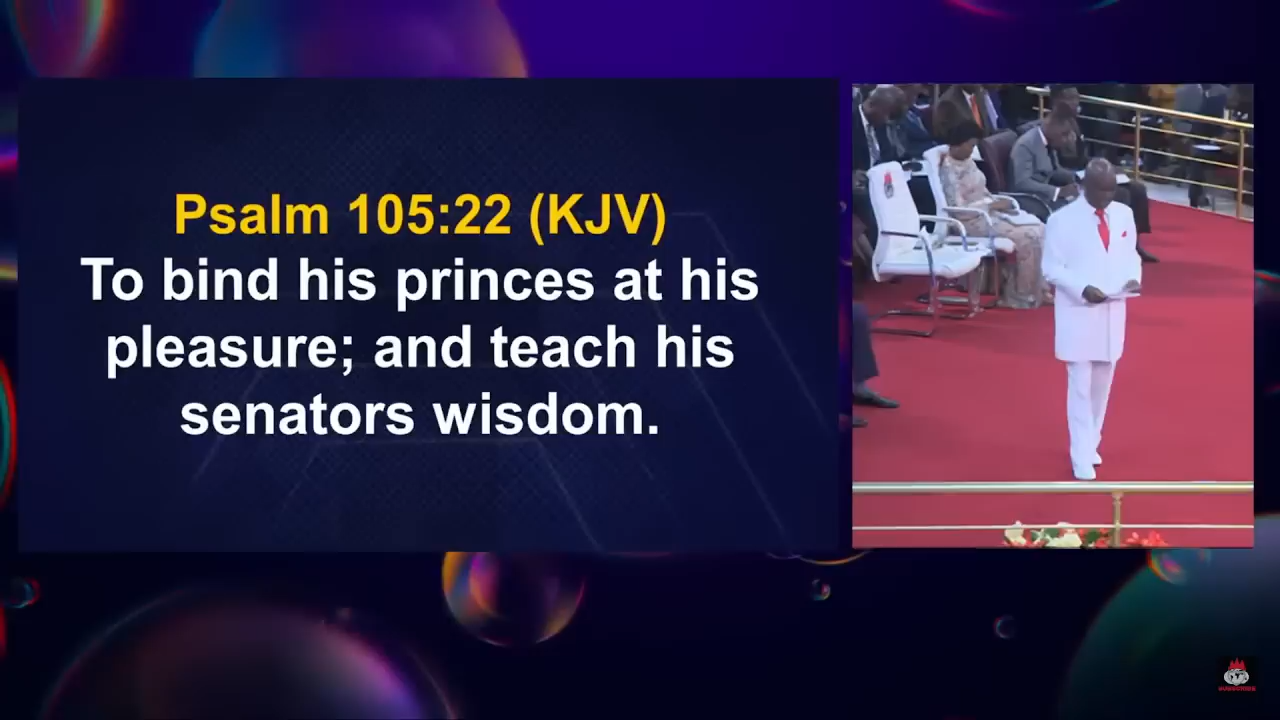 Psalm 105:22 (KJV)
To bind his princes at his
pleasure; and teach his
senators wisdom.